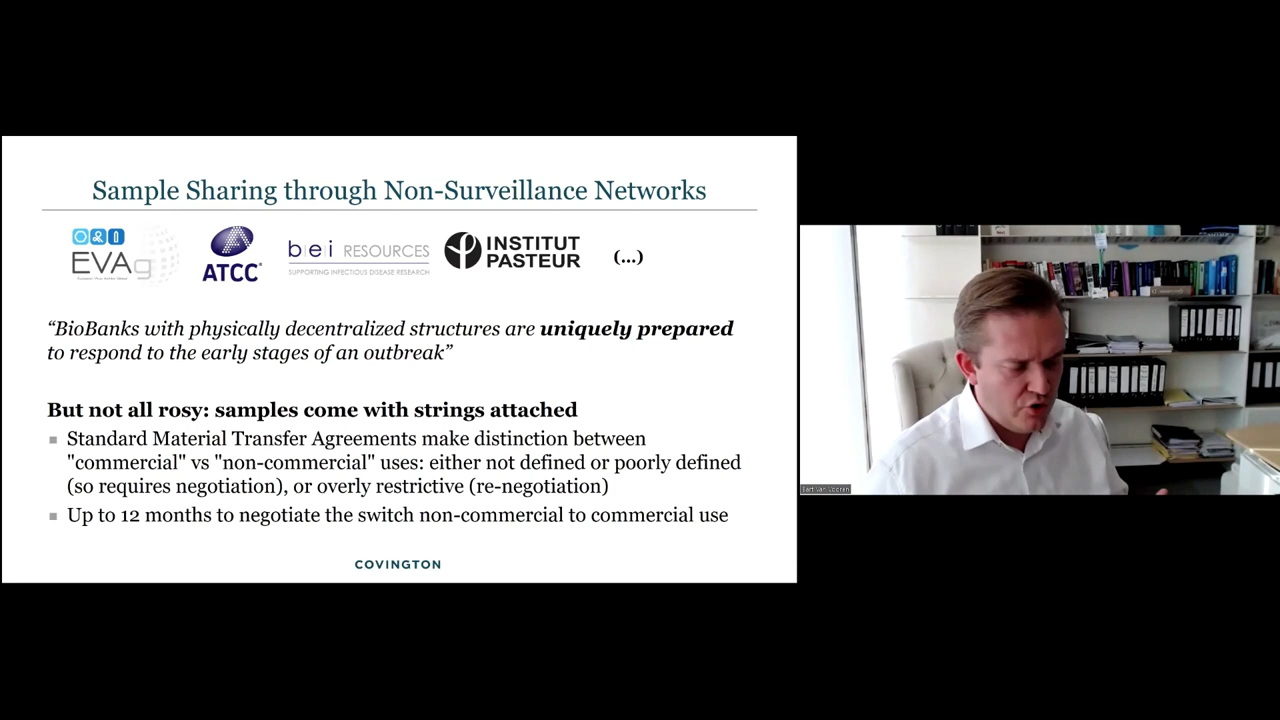 Sample Sharing through Non-Surveillance Networks
EVAg
ATCC
bei RESOURCES
SUPPORTING INFECTIOUS DISEASE RESEARCH
INSTITUT
PASTEUR
(...)
“BioBanks with physically decentralized structures are uniquely prepared
to respond to the early stages of an outbreak”
But not all rosy: samples come with strings attached
Standard Material Transfer Agreements make distinction between
"commercial" vs "non-commercial" uses: either not defined or poorly defined
(so requires negotiation), or overly restrictive (re-negotiation)
Up to 12 months to negotiate the switch non-commercial to commercial use
COVINGTON
Bart Van Vooren